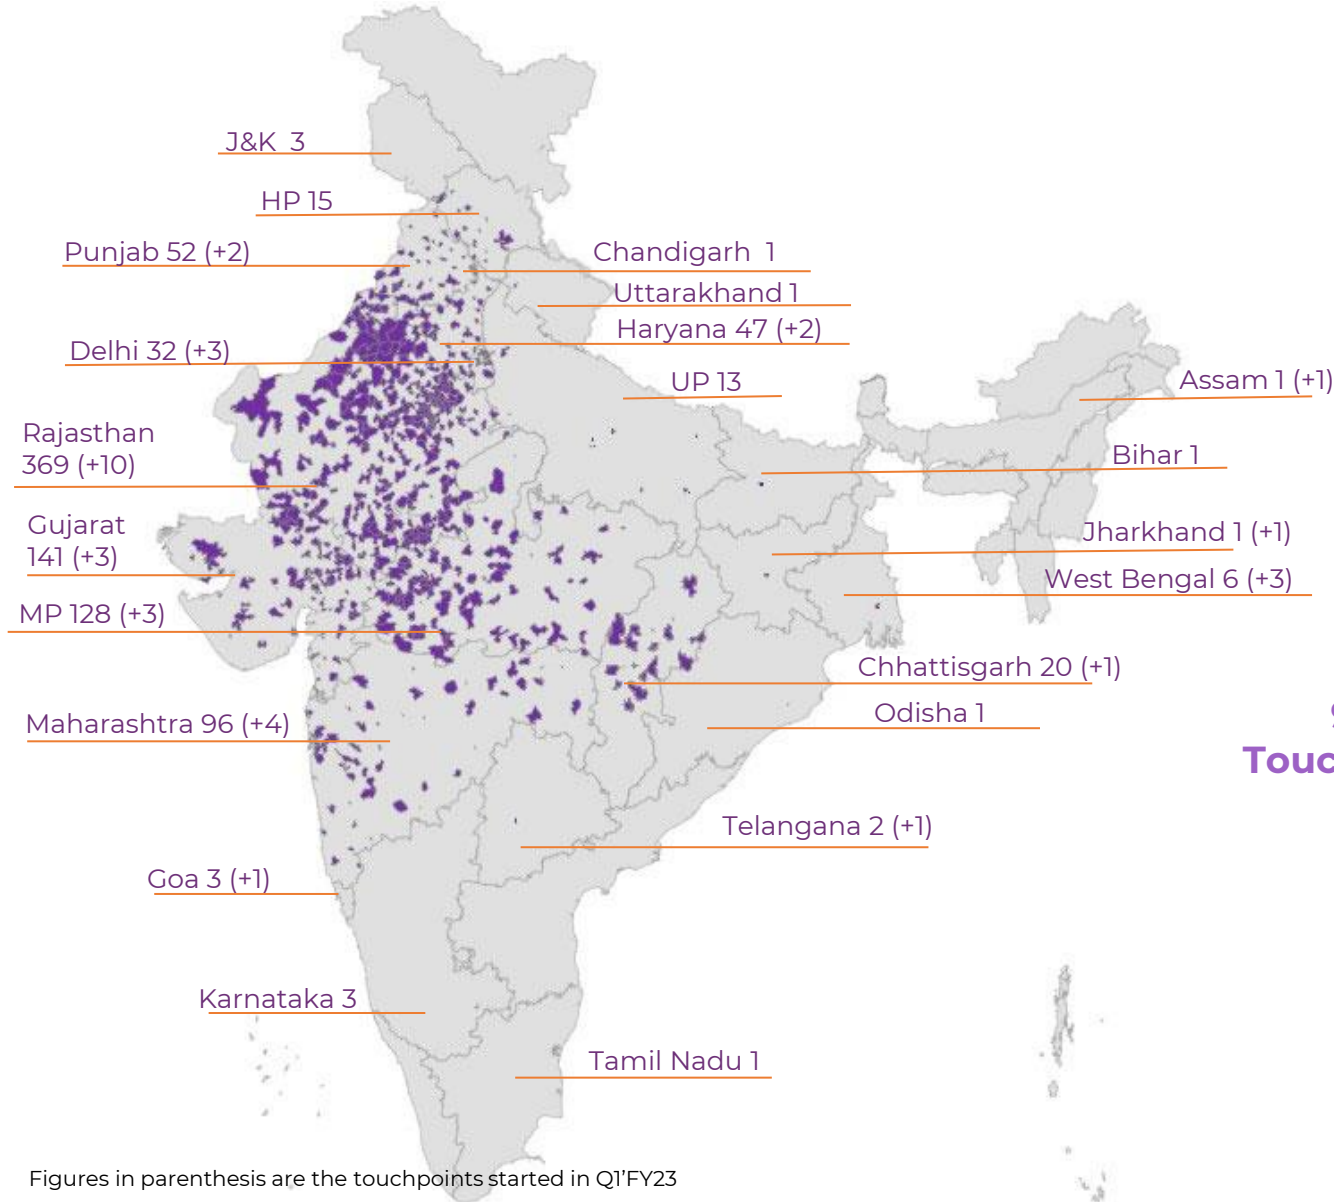 J&K 3
HP 15
Punjab 52 (+2)
Chandigarh 1
Uttarakhand 1
Haryana 47 (+2)
Delhi 32 (+3)
UP 13
Assam 1 (+1)
Rajasthan
369 (+10)
Bihar 1
Gujarat
141 (+3)
Jharkhand 1 (+1)
West Bengal 6 (+3)
MP 128 (+3)
Chhattisgarh 20 (+1)
Odisha 1
Maharashtra 96 (+4)
Telangana 2 (+1)
Goa 3 (+1)
Karnataka 3
Tamil Nadu 1
Figures in parenthesis are the touchpoints started in Q1'FY23